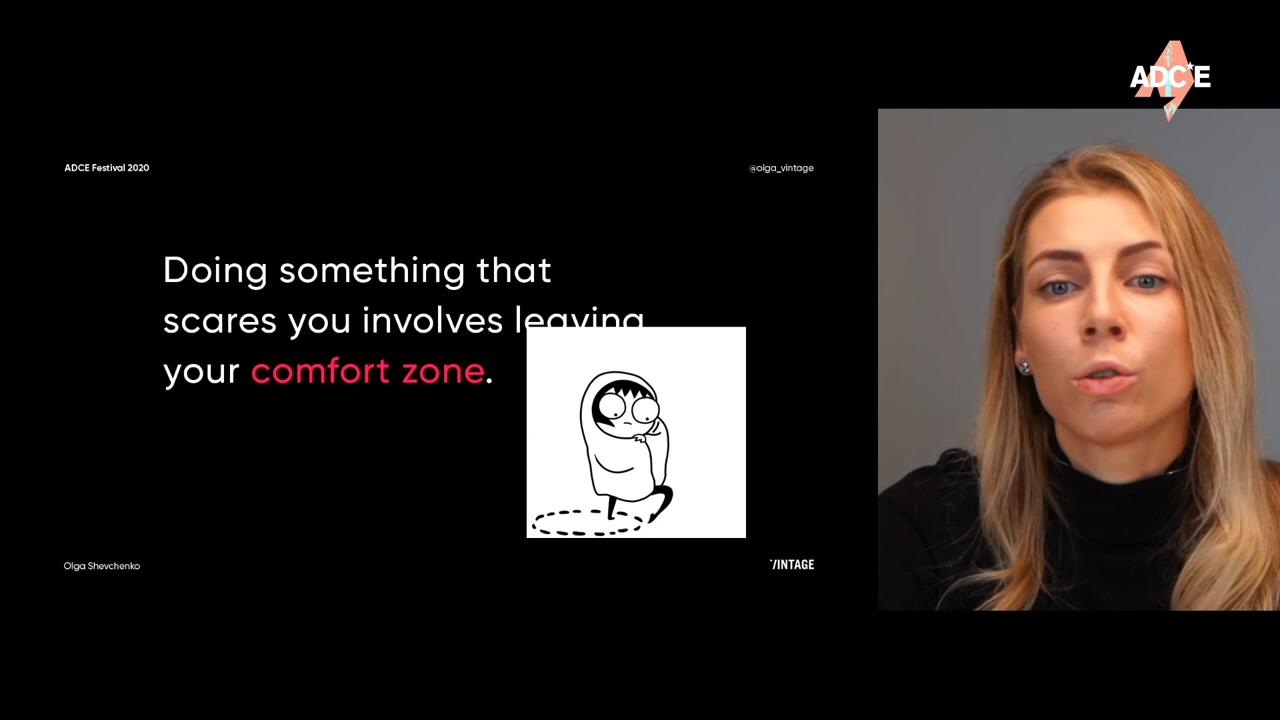 ADC*E
ADCE Festival 2020
@olga_vintage
Doing something that
scares you involves leaving
your comfort zone.
Olga Shevchenko
VINTAGE